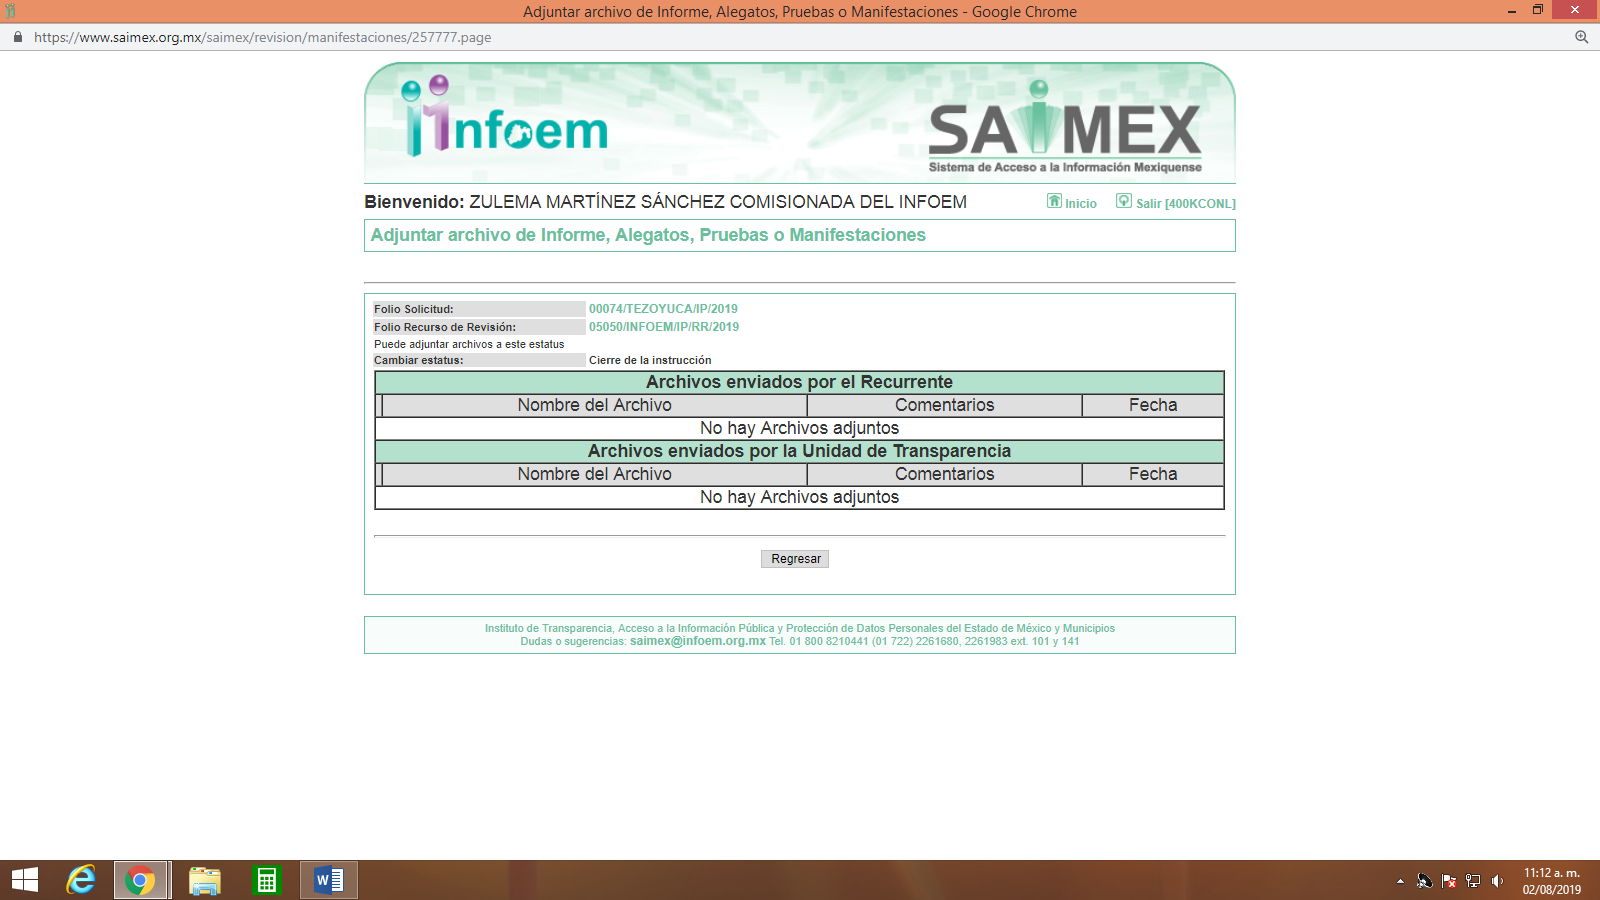 Adjuntar archivo de Informe, Alegatos, Pruebas o Manifestaciones - Google Chrome
https://www.saimex.org.mx/saimex/revision/manifestaciones/257777.page
infoem
SAIMEX
Sistema de Acceso a la Información Mexiquense
Bienvenido: ZULEMA MARTÍNEZ SÁNCHEZ COMISIONADA DEL INFOEM
Inicio Salir [400KCONL]
Adjuntar archivo de Informe, Alegatos, Pruebas o Manifestaciones
Folio Solicitud: 00074/TEZOYUCA/IP/2019
Folio Recurso de Revisión: 05050/INFOEM/IP/RR/2019
Puede adjuntar archivos a este estatus
Cambiar estatus: Cierre de la instrucción
Archivos enviados por el Recurrente
Nombre del Archivo Comentarios Fecha
No hay Archivos adjuntos
Archivos enviados por la Unidad de Transparencia
Nombre del Archivo Comentarios Fecha
No hay Archivos adjuntos
Regresar
Instituto de Transparencia, Acceso a la Información Pública y Protección de Datos Personales del Estado de México y Municipios
Dudas o sugerencias: saimex@infoem.org.mx Tel. 01 800 8210441 (01 722) 2261680, 2261983 ext. 101 y 141
11:12 a. m.
02/08/2019